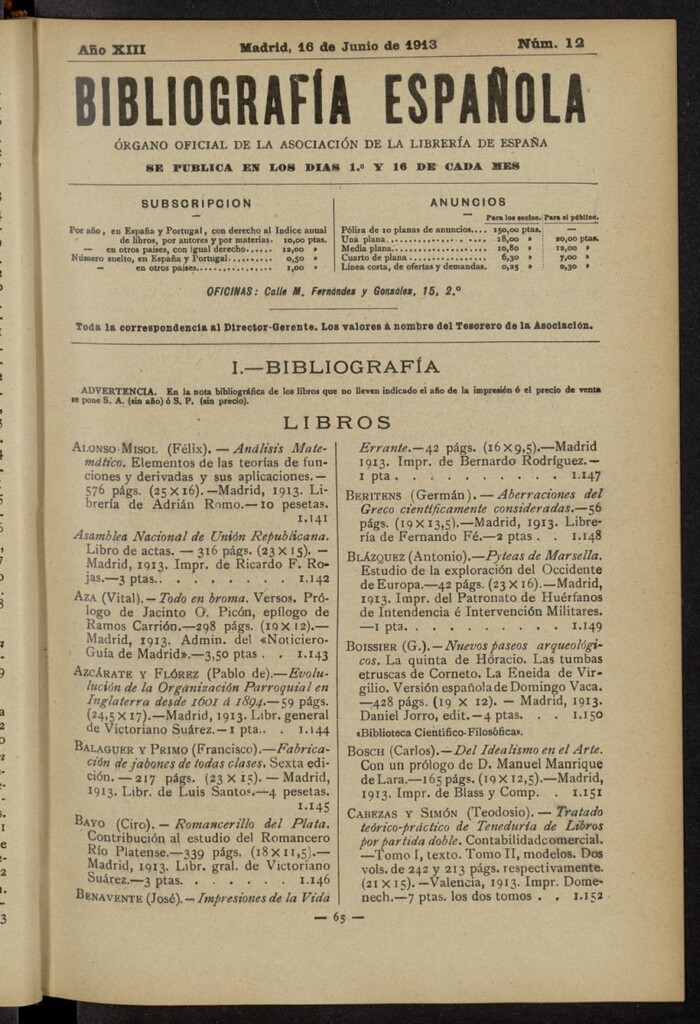 Año XIII
Madrid, 16 de Junio de 1913
Núm. 12
BIBLIOGRAFÍA ESPAÑOLA
ÓRGANO OFICIAL DE LA ASOCIACIÓN DE LA LIBRERÍA DE ESPAÑA
SE PUBLICA EN LOS DIAS 1.º Y 16 DE CADA MES
SUBSCRIPCION
Por año, en España y Portugal, con derecho al Indice anual
de libros, por autores y por materias. 10,00 ptas.
— en otros países, con igual derecho..... 12,00 »
Número suelto, en España y Portugal......... 0,50 »
— en otros países............. 1,00 »
ANUNCIOS
Para los socios. Para el público.
Póliza de 10 planas de anuncios.... 150,00 ptas. —
Una plana.................... 18,00 » 20,00 ptas.
Media plana.................... 10,80 » 12,00 »
Cuarto de plana ................ 6,30 » 7,00 »
Línea corta, de ofertas y demandas. 0,25 » 0,30 »
OFICINAS: Calle M. Fernández y González, 15, 2.º
Toda la correspondencia al Director-Gerente. Los valores á nombre del Tesorero de la Asociación.
I.—BIBLIOGRAFÍA
ADVERTENCIA. En la nota bibliográfica de los libros que no lleven indicado el año de la impresión ó el precio de venta
se pone S. A. (sin año) ó S. P. (sin precio).
LIBROS
ALONSO-MISOL (Félix). — Análisis Mate-
mático. Elementos de las teorías de fun-
ciones y derivadas y sus aplicaciones.—
576 págs. (25×16).—Madrid, 1913. Li-
brería de Adrián Romo.—10 pesetas.
1.141
Asamblea Nacional de Unión Republicana.
Libro de actas. — 316 págs. (23×15). —
Madrid, 1913. Impr. de Ricardo F. Ro-
jas.—3 ptas.. . . . . . . . 1.142
AZA (Vital).—Todo en broma. Versos. Pró-
logo de Jacinto O. Picón, epílogo de
Ramos Carrión.—298 págs. (19×12).—
Madrid, 1913. Admin. del «Noticiero-
Guía de Madrid».—3,50 ptas . . 1.143
AZCÁRATE Y FLÓREZ (Pablo de).—Evolu-
lución de la Organización Parroquial en
Inglaterra desde 1601 á 1894.—59 págs.
(24,5×17).—Madrid, 1913. Libr. general
de Victoriano Suárez.—1 pta.. . 1.144
BALAGUER Y PRIMO (Francisco).—Fabrica-
ción de jabones de todas clases. Sexta edi-
ción. — 217 págs. (23×15). — Madrid,
1913. Libr. de Luis Santos.—4 pesetas.
1.145
BAYO (Ciro). — Romancerillo del Plata.
Contribución al estudio del Romancero
Río Platense.—339 págs. (18×11,5).—
Madrid, 1913. Libr. gral. de Victoriano
Suárez.—3 ptas. . . . . . . 1.146
BENAVENTE (José).—Impresiones de la Vida
Errante.—42 págs. (16×9,5).—Madrid
1913. Impr. de Bernardo Rodríguez.—
1 pta. . . . . . . . . 1.147
BERITENS (Germán).—Aberraciones del
Greco científicamente consideradas.—56
págs. (19×13,5).—Madrid, 1913. Libre-
ría de Fernando Fé.—2 ptas . . 1.148
BLÁZQUEZ (Antonio).—Pyteas de Marsella.
Estudio de la exploración del Occidente
de Europa.—42 págs. (23×16).—Madrid,
1913. Impr. del Patronato de Huérfanos
de Intendencia é Intervención Militares.
—1 pta. . . . . . . . . 1.149
BOISSIER (G.).—Nuevos paseos arqueológi-
cos. La quinta de Horacio. Las tumbas
etruscas de Corneto. La Eneida de Vir-
gilio. Versión española de Domingo Vaca.
—428 págs. (19 × 12). — Madrid, 1913.
Daniel Jorro, edit.—4 ptas. . . 1.150
«Biblioteca Científico-Filosófica».
BOSCH (Carlos).—Del Idealismo en el Arte.
Con un prólogo de D. Manuel Manrique
de Lara.—165 págs. (19×12,5).—Madrid,
1913. Impr. de Blass y Comp. . 1.151
CABEZAS Y SIMÓN (Teodosio). — Tratado
teórico-práctico de Teneduría de Libros
por partida doble. Contabilidad comercial.
—Tomo I, texto. Tomo II, modelos. Dos
vols. de 242 y 213 págs. respectivamente.
(21×15).—Valencia, 1913. Impr. Dome-
nech.—7 ptas. los dos tomos . . 1.152
— 65 —